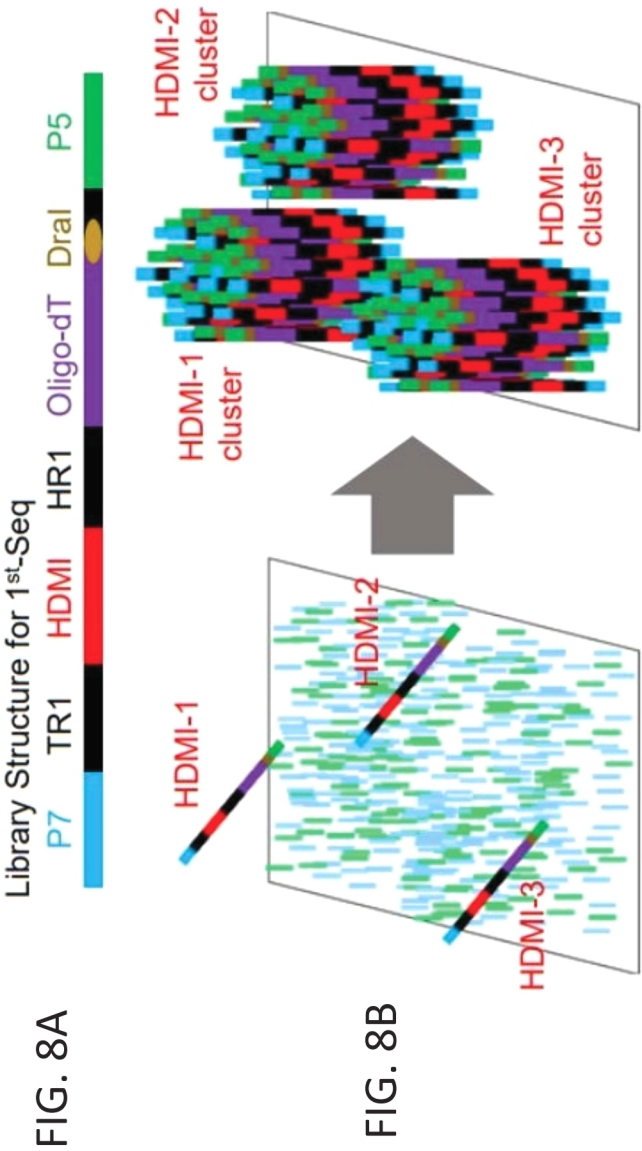 FIG. 8A
Library Structure for 1st-Seq
P7 TR1 HDMI HR1 Oligo-dT DraI P5
FIG. 8B
HDMI-1
HDMI-2
HDMI-3
HDMI-1
cluster
HDMI-2
cluster
HDMI-3
cluster